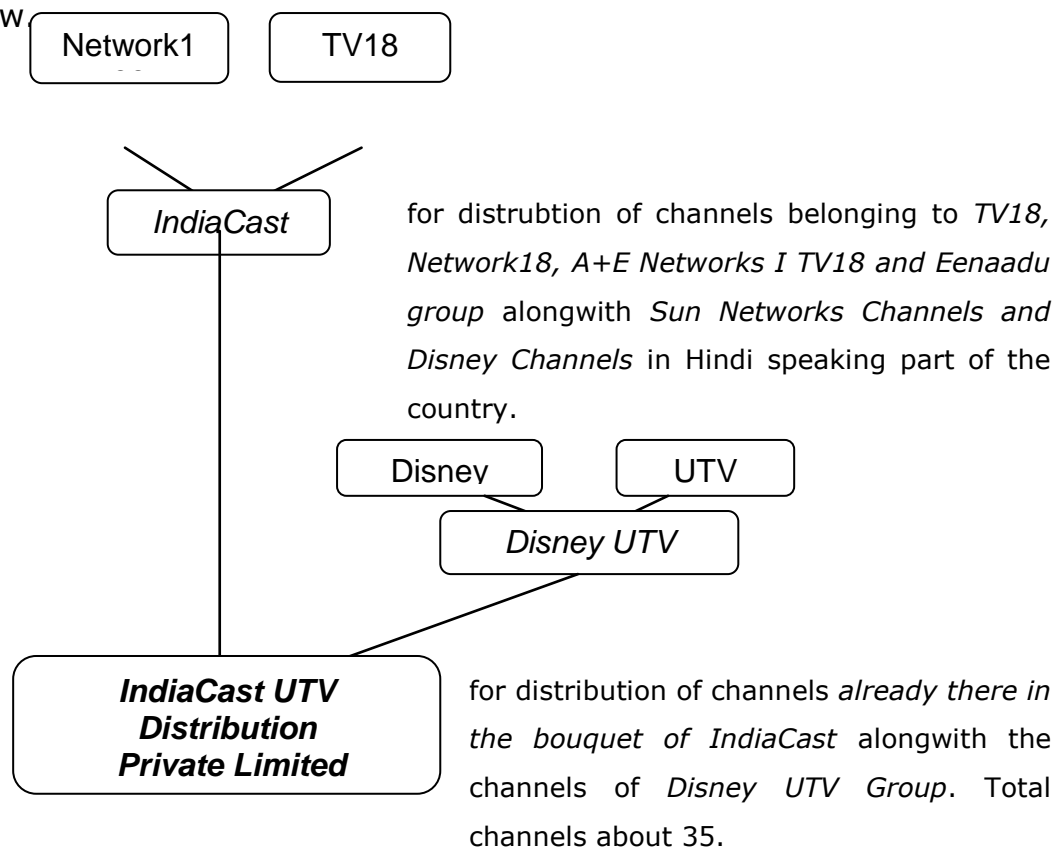 w.
Network1
TV18
IndiaCast
for distrubtion of channels belonging to TV18,
Network18, A+E Networks I TV18 and Eenaadu
group alongwith Sun Networks Channels and
Disney Channels in Hindi speaking part of the
country.
Disney
UTV
Disney UTV
IndiaCast UTV
Distribution
Private Limited
for distribution of channels already there in
the bouquet of IndiaCast alongwith the
channels of Disney UTV Group. Total
channels about 35.